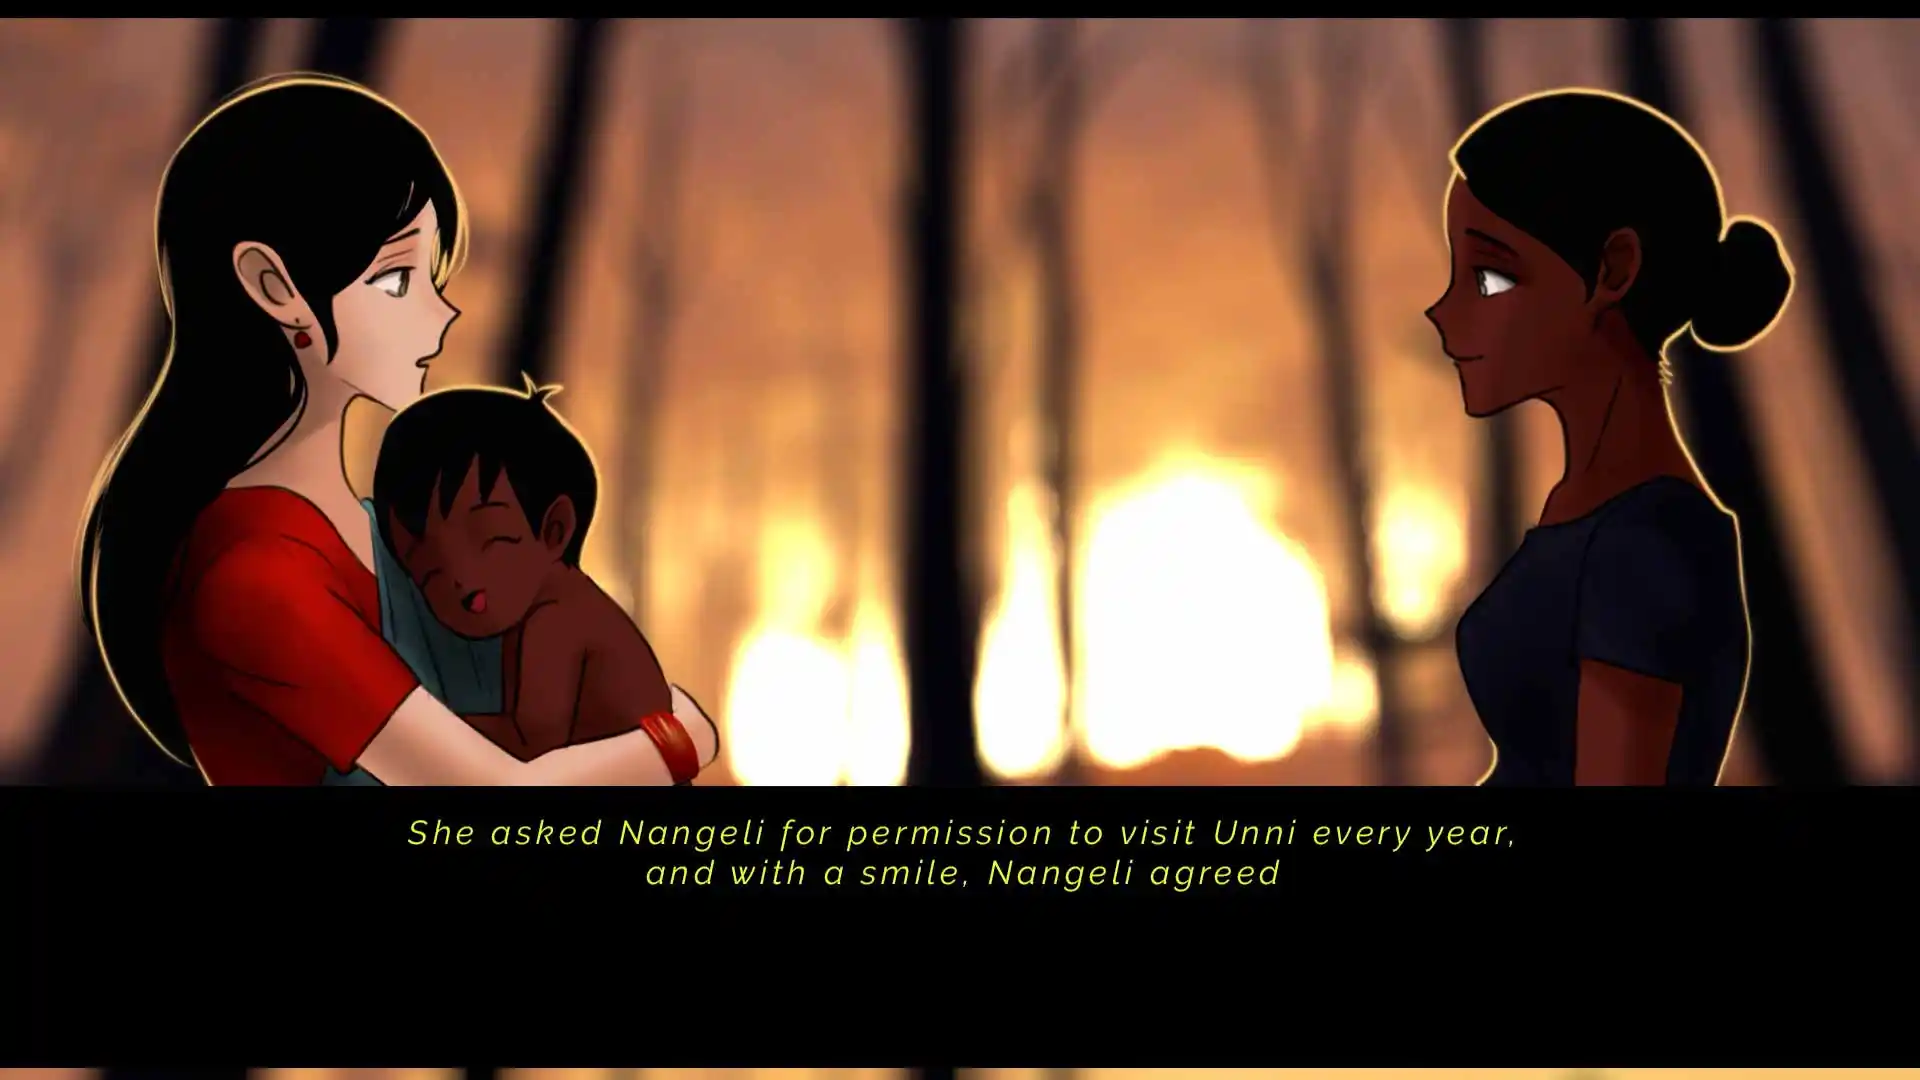 She asked Nangeli for permission to visit Unni every year,
and with a smile, Nangeli agreed